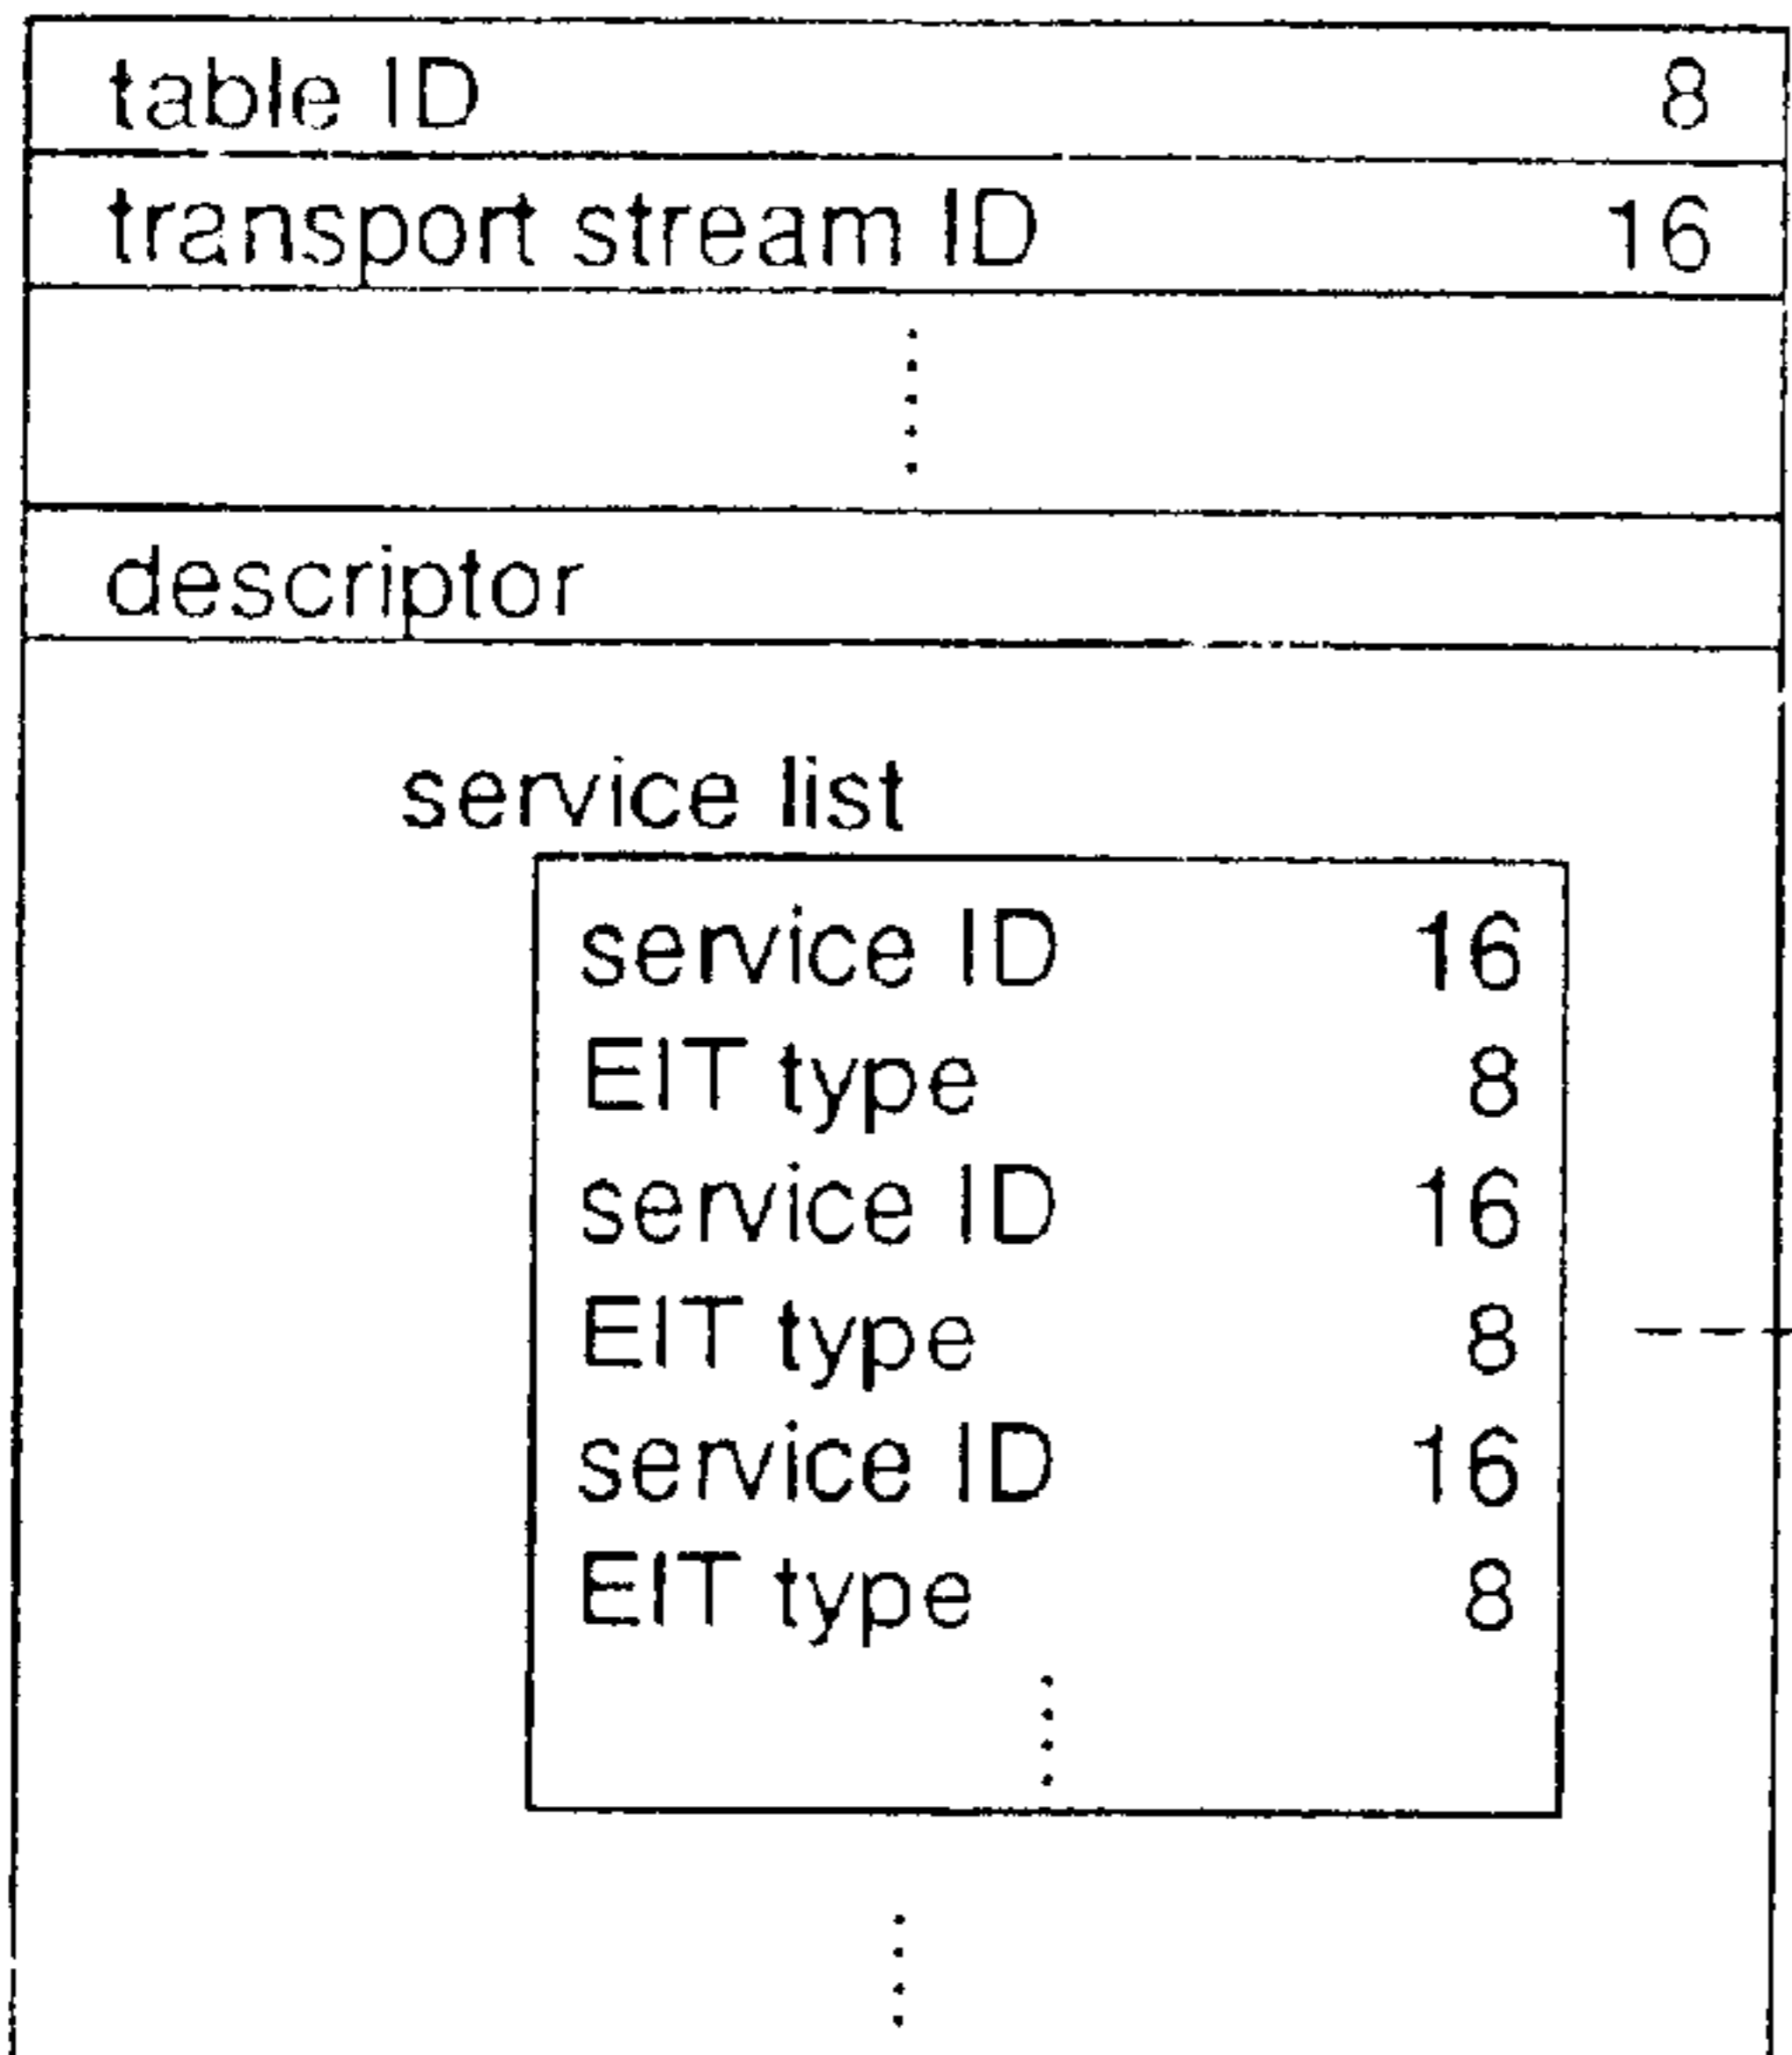 table ID 8
transport stream ID 16
descriptor
service list
service ID 16
EIT type 8
service ID 16
EIT type 8
service ID 16
EIT type 8